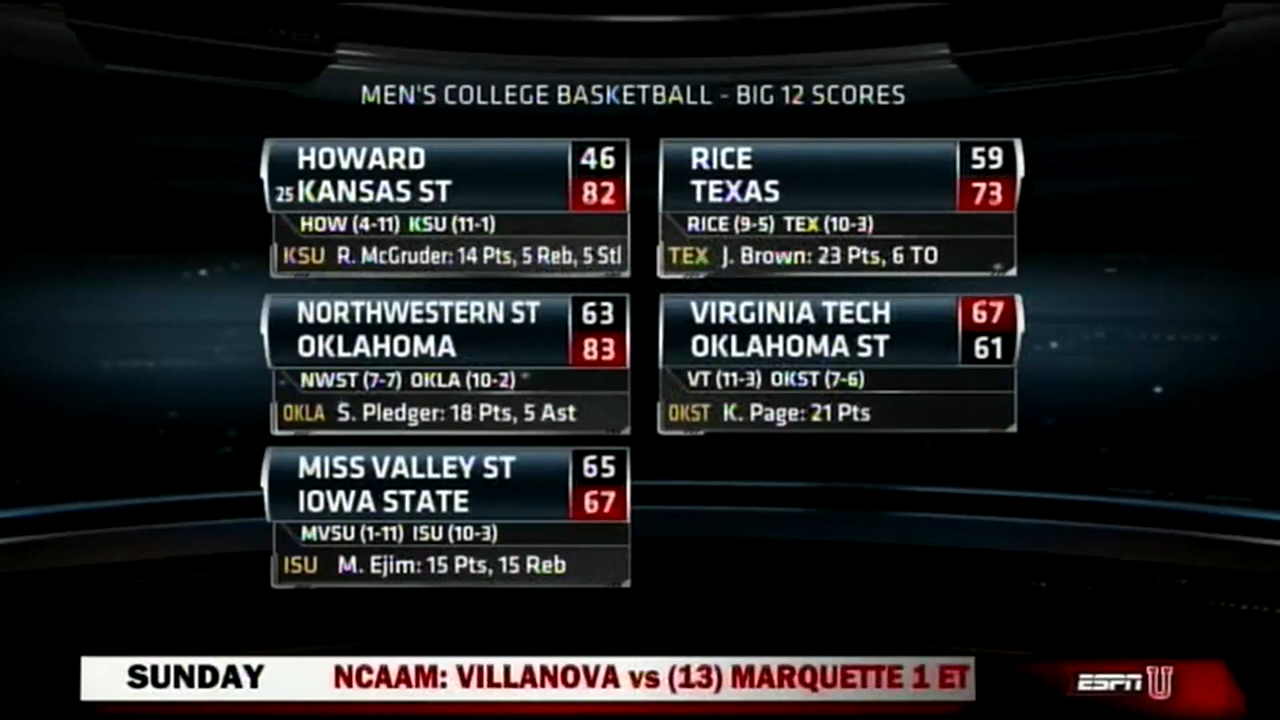 MEN'S COLLEGE BASKETBALL - BIG 12 SCORES
HOWARD 46
25 KANSAS ST 82
HOW (4-11) KSU (11-1)
KSU R. McGruder: 14 Pts, 5 Reb, 5 Stl
RICE 59
TEXAS 73
RICE (9-5) TEX (10-3)
TEX J. Brown: 23 Pts, 6 TO
NORTHWESTERN ST 63
OKLAHOMA 83
NWST (7-7) OKLA (10-2)
OKLA S. Pledger: 18 Pts, 5 Ast
VIRGINIA TECH 67
OKLAHOMA ST 61
VT (11-3) OKST (7-6)
OKST K. Page: 21 Pts
MISS VALLEY ST 65
IOWA STATE 67
MVSU (1-11) ISU (10-3)
ISU M. Ejim: 15 Pts, 15 Reb
SUNDAY NCAAM: VILLANOVA vs (13) MARQUETTE 1 ET
ESPN U